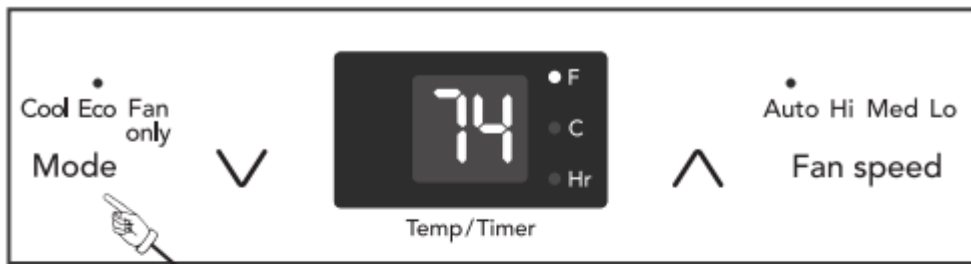 Cool Eco Fan only
Mode
74
F
C
Hr
Temp/Timer
Auto Hi Med Lo
Fan speed